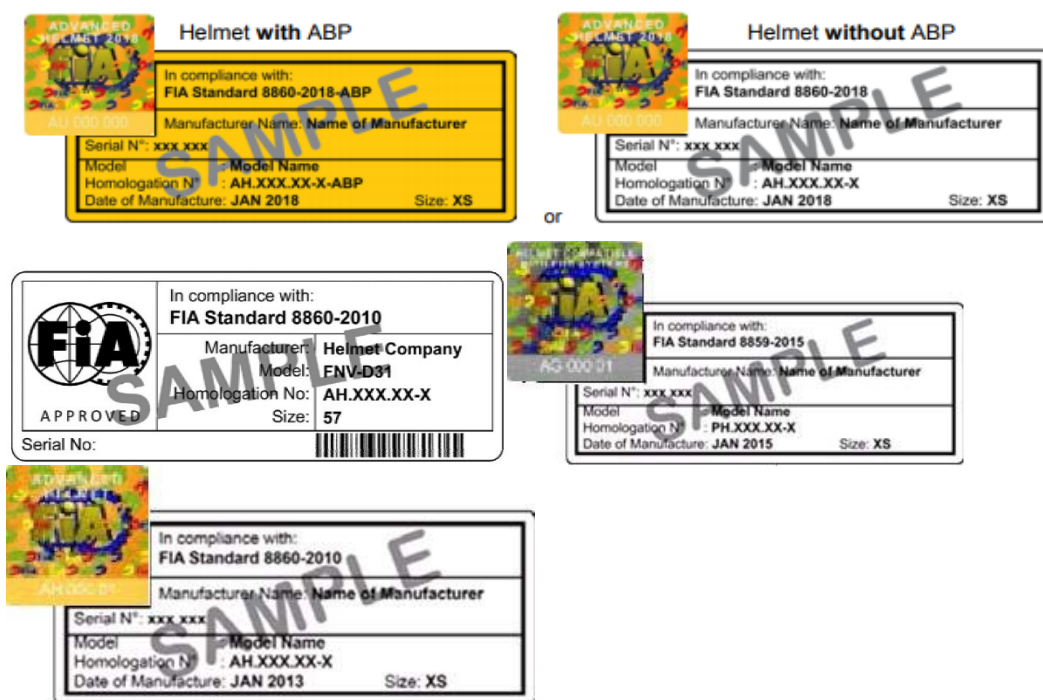 Helmet with ABP
ADVANCED
HELMET 2018
FIA
AU 000 000
In compliance with:
FIA Standard 8860-2018-ABP
Manufacturer Name: Name of Manufacturer
Serial N°: xxx xxx
Model : Model Name
Homologation N° : AH.XXX.XX-X-ABP
Date of Manufacture: JAN 2018 Size: XS
SAMPLE
or
Helmet without ABP
ADVANCED
HELMET 2018
FIA
AU 000 000
In compliance with:
FIA Standard 8860-2018
Manufacturer Name: Name of Manufacturer
Serial N°: xxx xxx
Model : Model Name
Homologation N° : AH.XXX.XX-X
Date of Manufacture: JAN 2018 Size: XS
SAMPLE
FiA
APPROVED
In compliance with:
FIA Standard 8860-2010
Manufacturer: Helmet Company
Model: FNV-D31
Homologation No: AH.XXX.XX-X
Size: 57
Serial No:
SAMPLE
HELMET COMPATIBLE
FIA
AG 000 01
In compliance with:
FIA Standard 8859-2015
Manufacturer Name: Name of Manufacturer
Serial N°: xxx xxx
Model : Model Name
Homologation N° : PH.XXX.XX-X
Date of Manufacture: JAN 2015 Size: XS
SAMPLE
ADVANCED
HELMET
FIA
AH 000 01
In compliance with:
FIA Standard 8860-2010
Manufacturer Name: Name of Manufacturer
Serial N°: xxx xxx
Model : Model Name
Homologation N° : AH.XXX.XX-X
Date of Manufacture: JAN 2013 Size: XS
SAMPLE